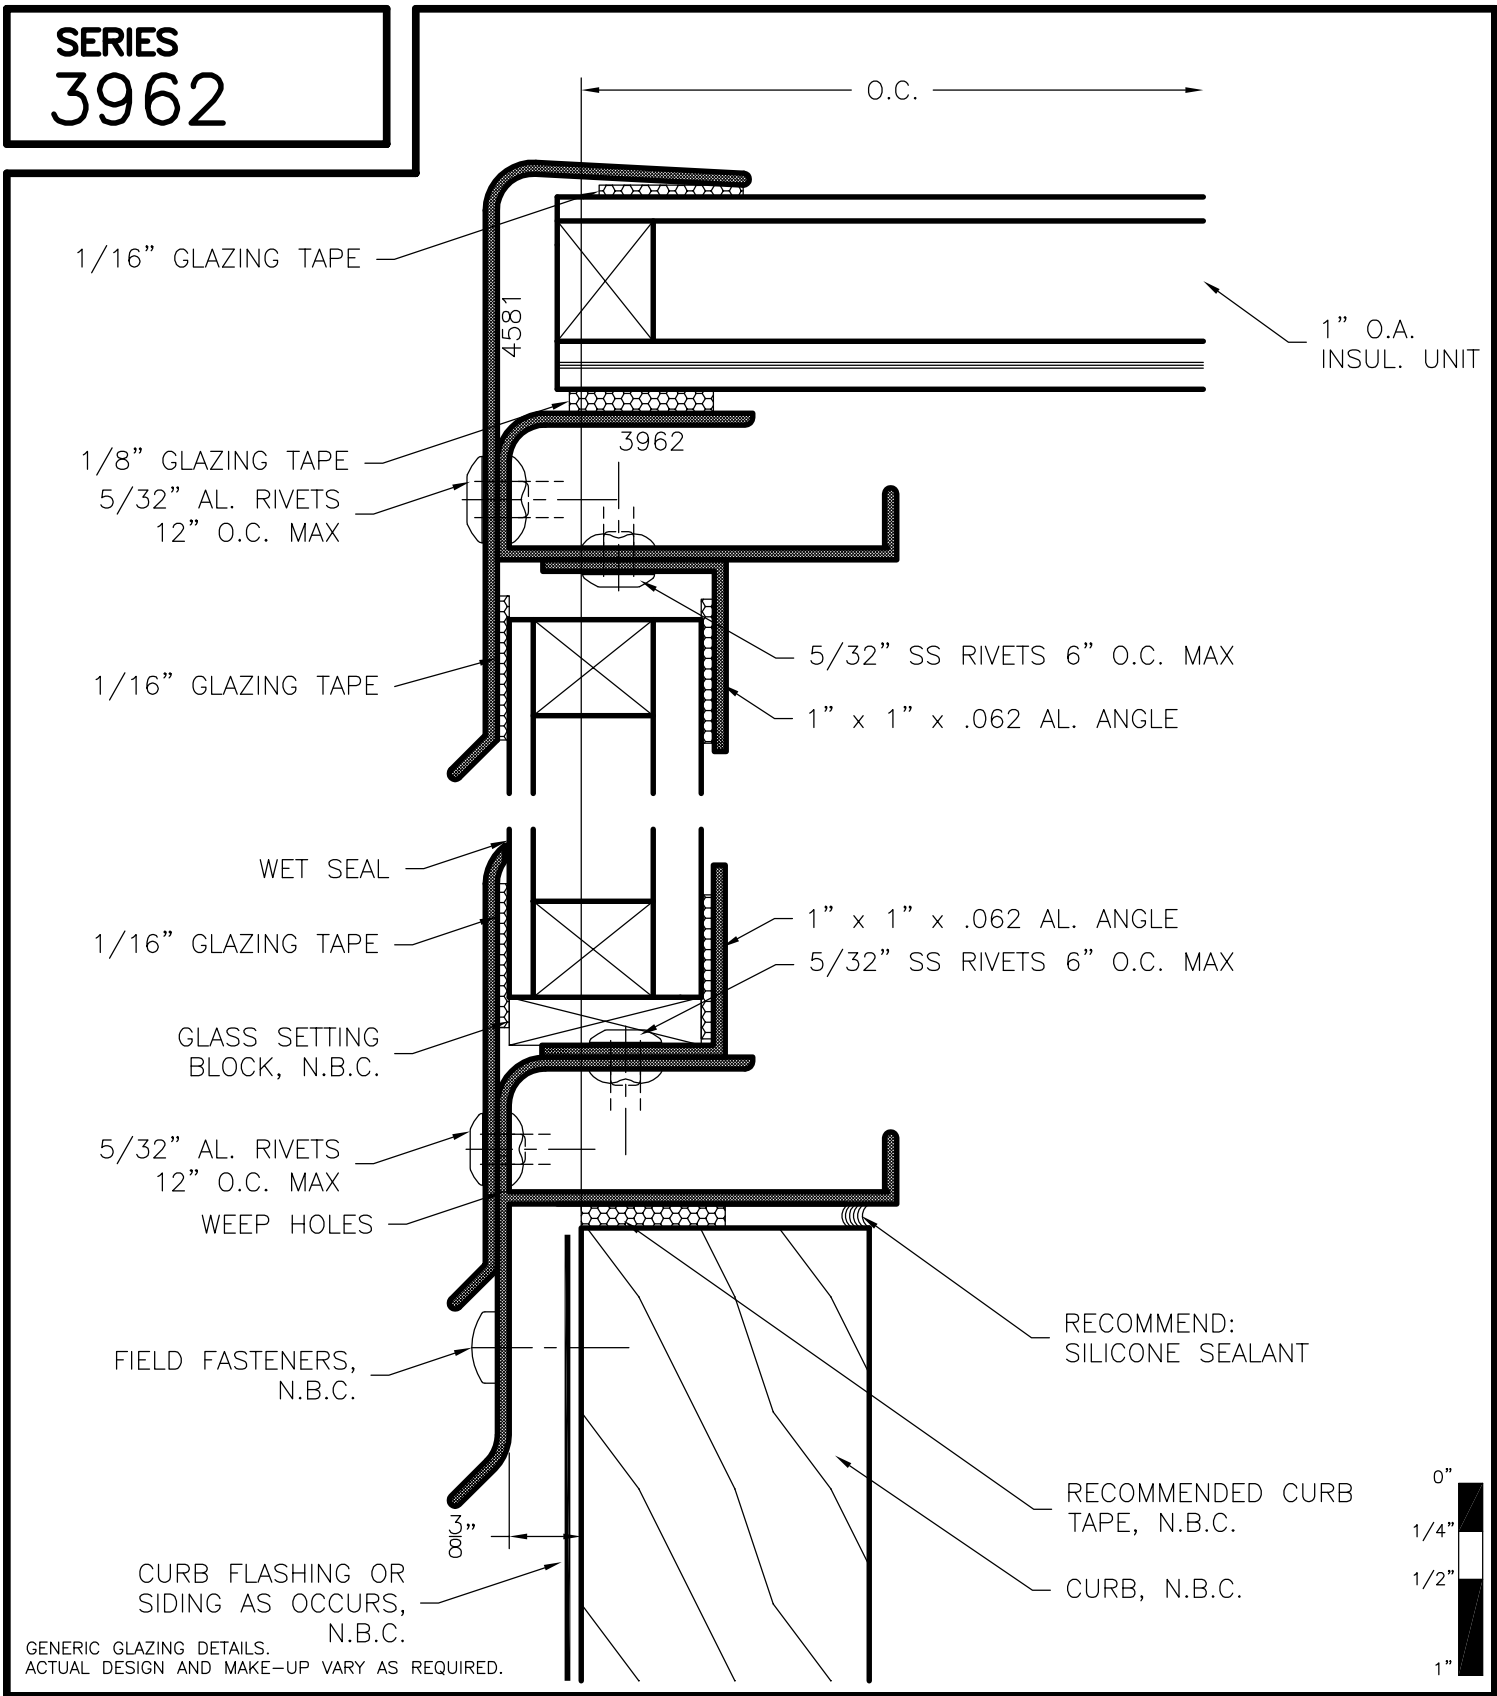 SERIES
3962
O.C.
1/16” GLAZING TAPE
4581
1” O.A.
INSUL. UNIT
3962
1/8” GLAZING TAPE
5/32” AL. RIVETS
12” O.C. MAX
5/32” SS RIVETS 6” O.C. MAX
1/16” GLAZING TAPE
1” x 1” x .062 AL. ANGLE
WET SEAL
1/16” GLAZING TAPE
1” x 1” x .062 AL. ANGLE
5/32” SS RIVETS 6” O.C. MAX
GLASS SETTING
BLOCK, N.B.C.
5/32” AL. RIVETS
12” O.C. MAX
WEEP HOLES
RECOMMEND:
SILICONE SEALANT
FIELD FASTENERS,
N.B.C.
RECOMMENDED CURB
TAPE, N.B.C.
3/8”
CURB FLASHING OR
SIDING AS OCCURS,
N.B.C.
CURB, N.B.C.
0”
1/4”
1/2”
1”
GENERIC GLAZING DETAILS.
ACTUAL DESIGN AND MAKE-UP VARY AS REQUIRED.